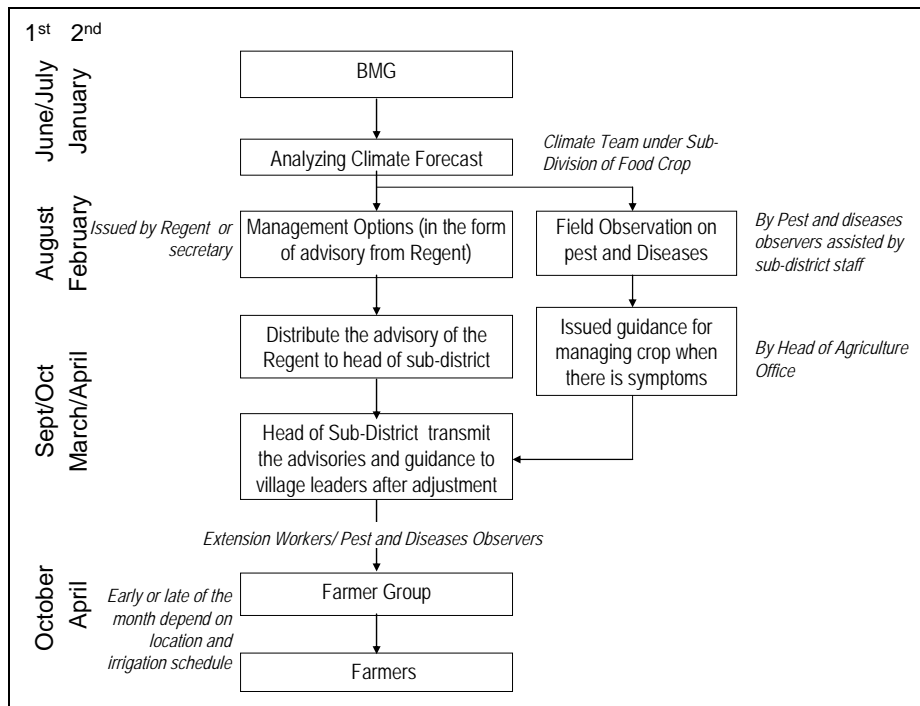 1st 2nd
June/July
January
BMG
Analyzing Climate Forecast
Climate Team under Sub-
Division of Food Crop
August
February
Issued by Regent or
secretary
Management Options (in the form
of advisory from Regent)
Field Observation on
pest and Diseases
By Pest and diseases
observers assisted by
sub-district staff
Sept/Oct
March/April
Distribute the advisory of the
Regent to head of sub-district
Issued guidance for
managing crop when
there is symptoms
By Head of Agriculture
Office
Head of Sub-District transmit
the advisories and guidance to
village leaders after adjustment
Extension Workers/ Pest and Diseases Observers
October
April
Early or late of the
month depend on
location and
irrigation schedule
Farmer Group
Farmers